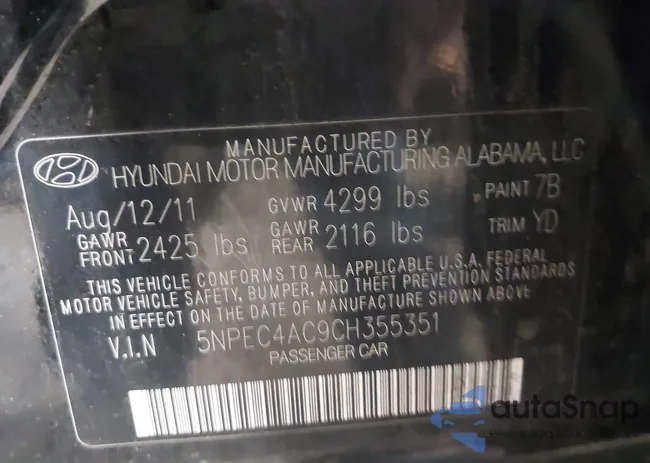 MANUFACTURED BY
HYUNDAI MOTOR MANUFACTURING ALABAMA, LLC
Aug/12/11 GVWR 4299 lbs PAINT 7B
GAWR FRONT 2425 lbs GAWR REAR 2116 lbs TRIM YD
THIS VEHICLE CONFORMS TO ALL APPLICABLE U.S.A. FEDERAL
MOTOR VEHICLE SAFETY, BUMPER, AND THEFT PREVENTION STANDARDS
IN EFFECT ON THE DATE OF MANUFACTURE SHOWN ABOVE
V.I.N 5NPEC4AC9CH355351
PASSENGER CAR
autoSnap